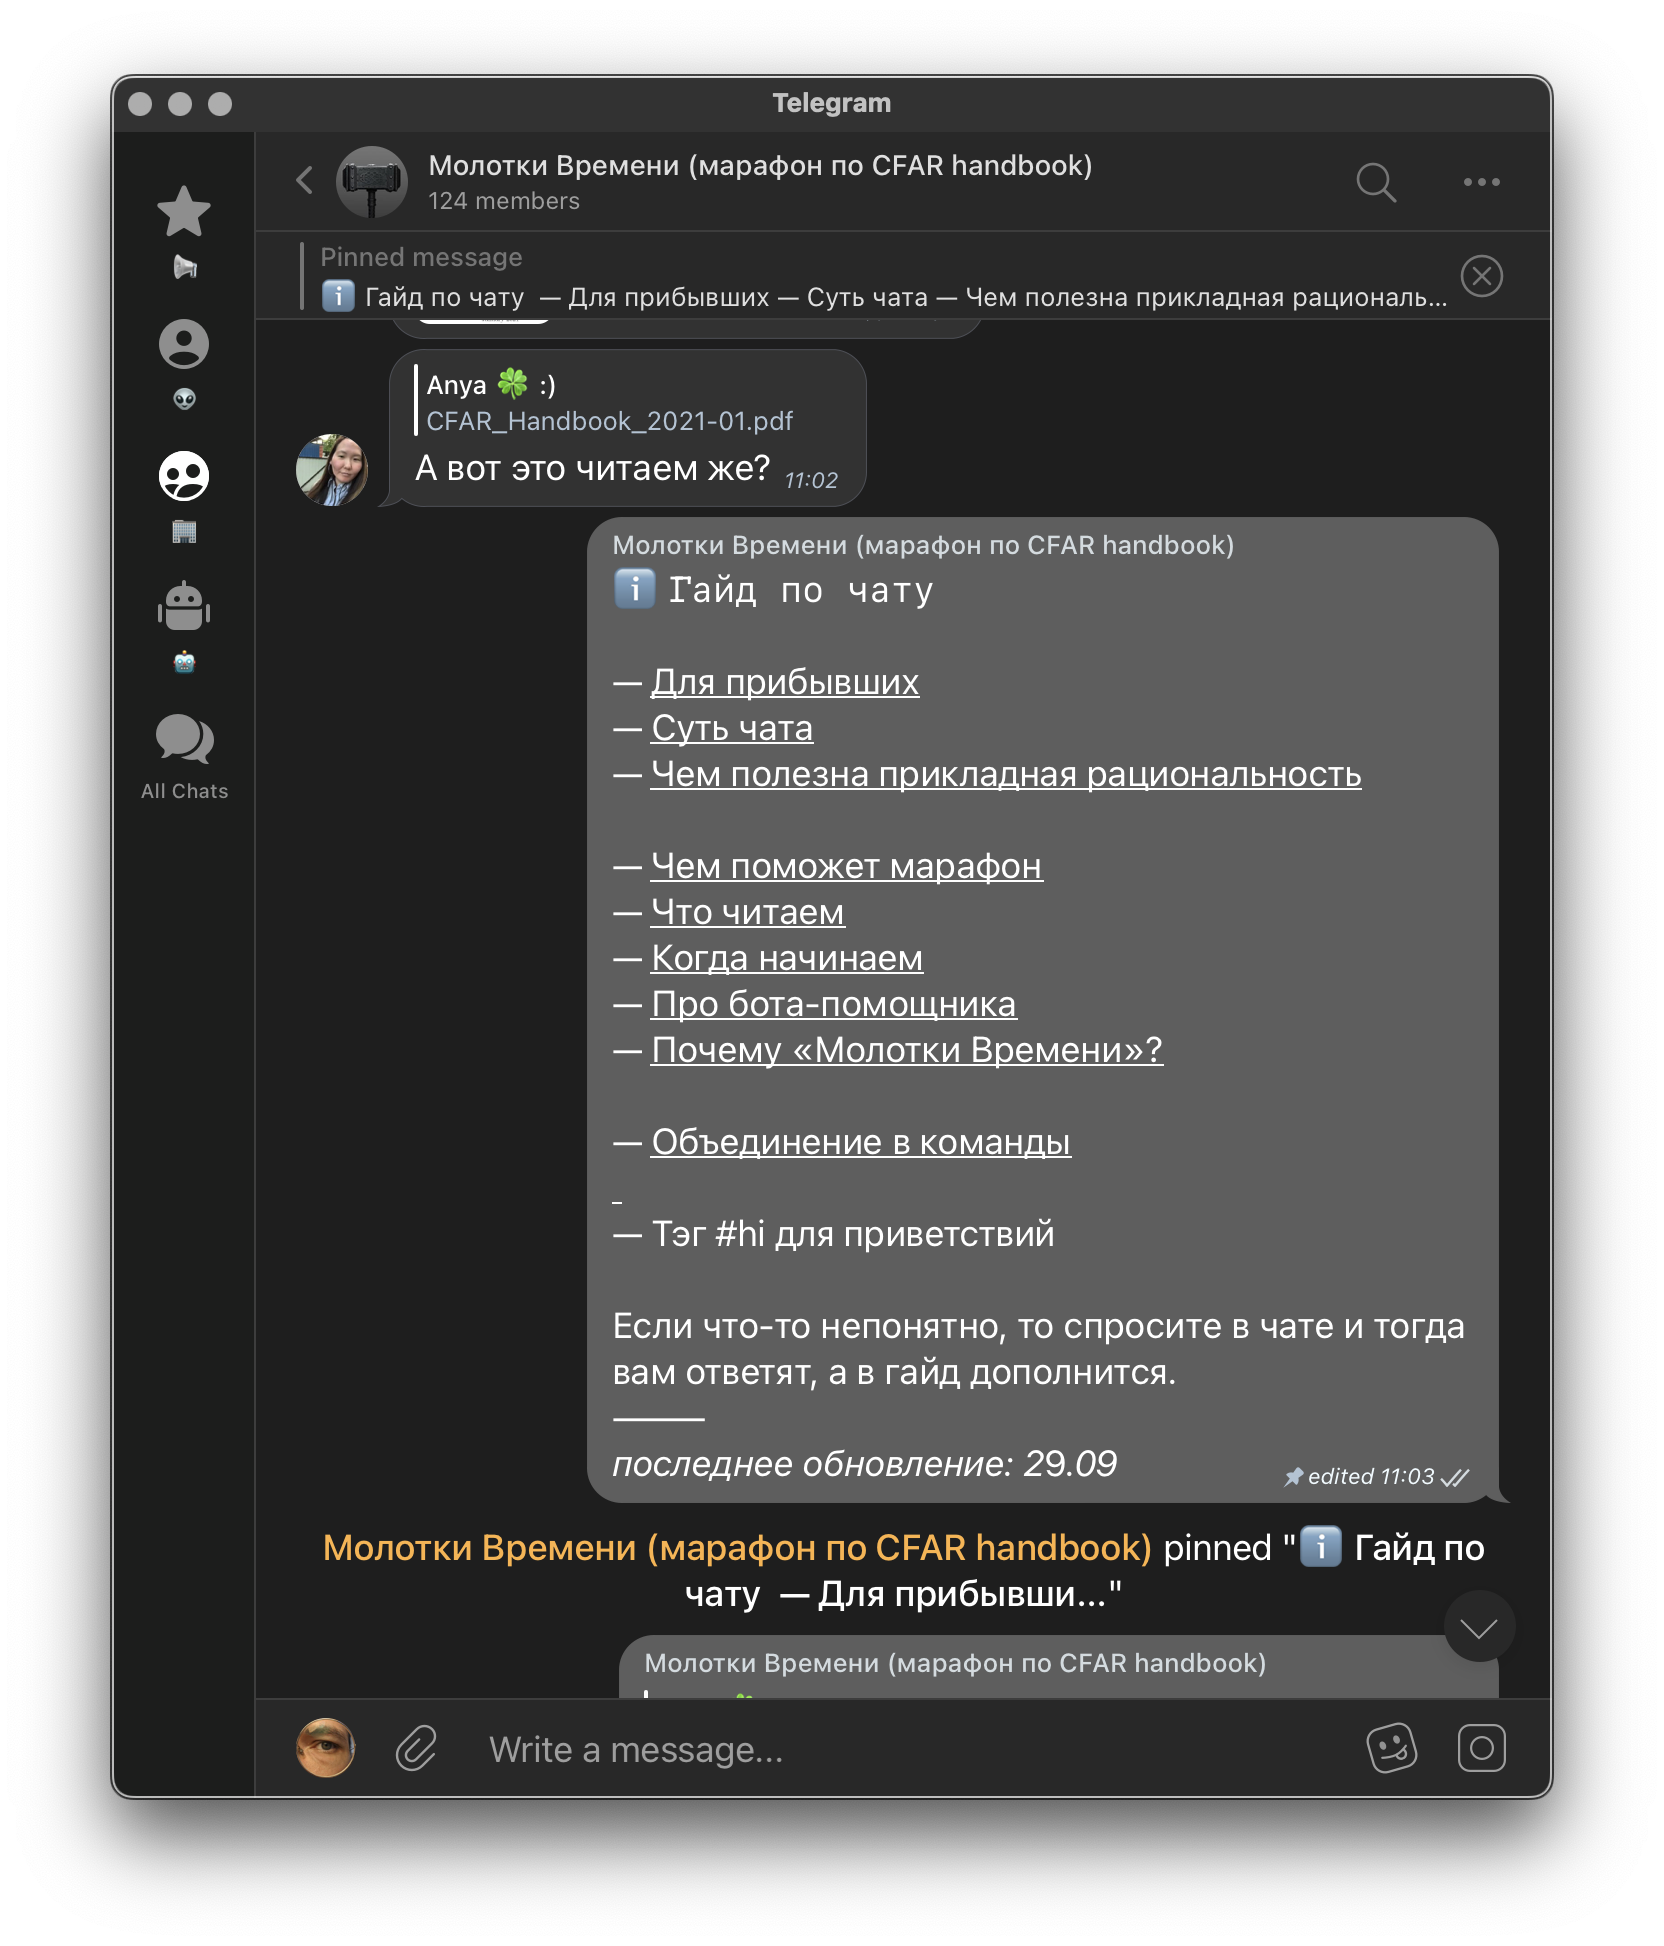 Telegram
Молотки Времени (марафон по CFAR handbook)
124 members
Pinned message
ℹ️ Гайд по чату — Для прибывших — Суть чата — Чем полезна прикладная рациональ...
Anya 🍀 :)
CFAR_Handbook_2021-01.pdf
А вот это читаем же? 11:02
Молотки Времени (марафон по CFAR handbook)
ℹ️ Гайд по чату
— Для прибывших
— Суть чата
— Чем полезна прикладная рациональность
— Чем поможет марафон
— Что читаем
— Когда начинаем
— Про бота-помощника
— Почему «Молотки Времени»?
— Объединение в команды
— Тэг #hi для приветствий
Если что-то непонятно, то спросите в чате и тогда
вам ответят, а в гайд дополнится.
———
последнее обновление: 29.09
edited 11:03
Молотки Времени (марафон по CFAR handbook) pinned "ℹ️ Гайд по
чату — Для прибывши..."
Молотки Времени (марафон по CFAR handbook)
All Chats
Write a message...